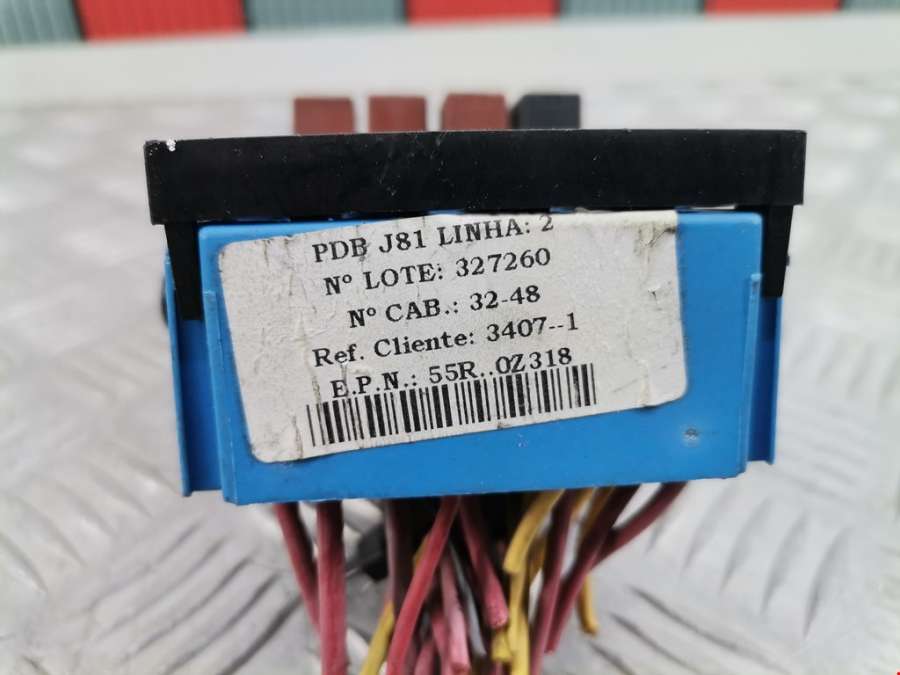 PDB J81 LINHA: 2
Nº LOTE: 327260
Nº CAB.: 32-48
Ref. Cliente: 3407--1
E.P.N.: 55R..0Z318